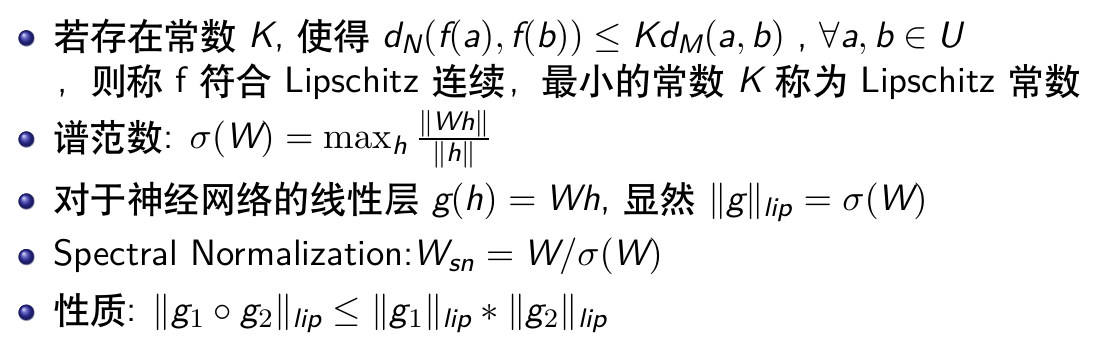 若存在常数 K, 使得 d_N(f(a), f(b)) ≤ Kd_M(a, b) , ∀a, b ∈ U
，则称 f 符合 Lipschitz 连续，最小的常数 K 称为 Lipschitz 常数
谱范数: σ(W) = max_h ‖Wh‖/‖h‖
对于神经网络的线性层 g(h) = Wh, 显然 ‖g‖_lip = σ(W)
Spectral Normalization:W_sn = W/σ(W)
性质: ‖g_1 ∘ g_2‖_lip ≤ ‖g_1‖_lip * ‖g_2‖_lip